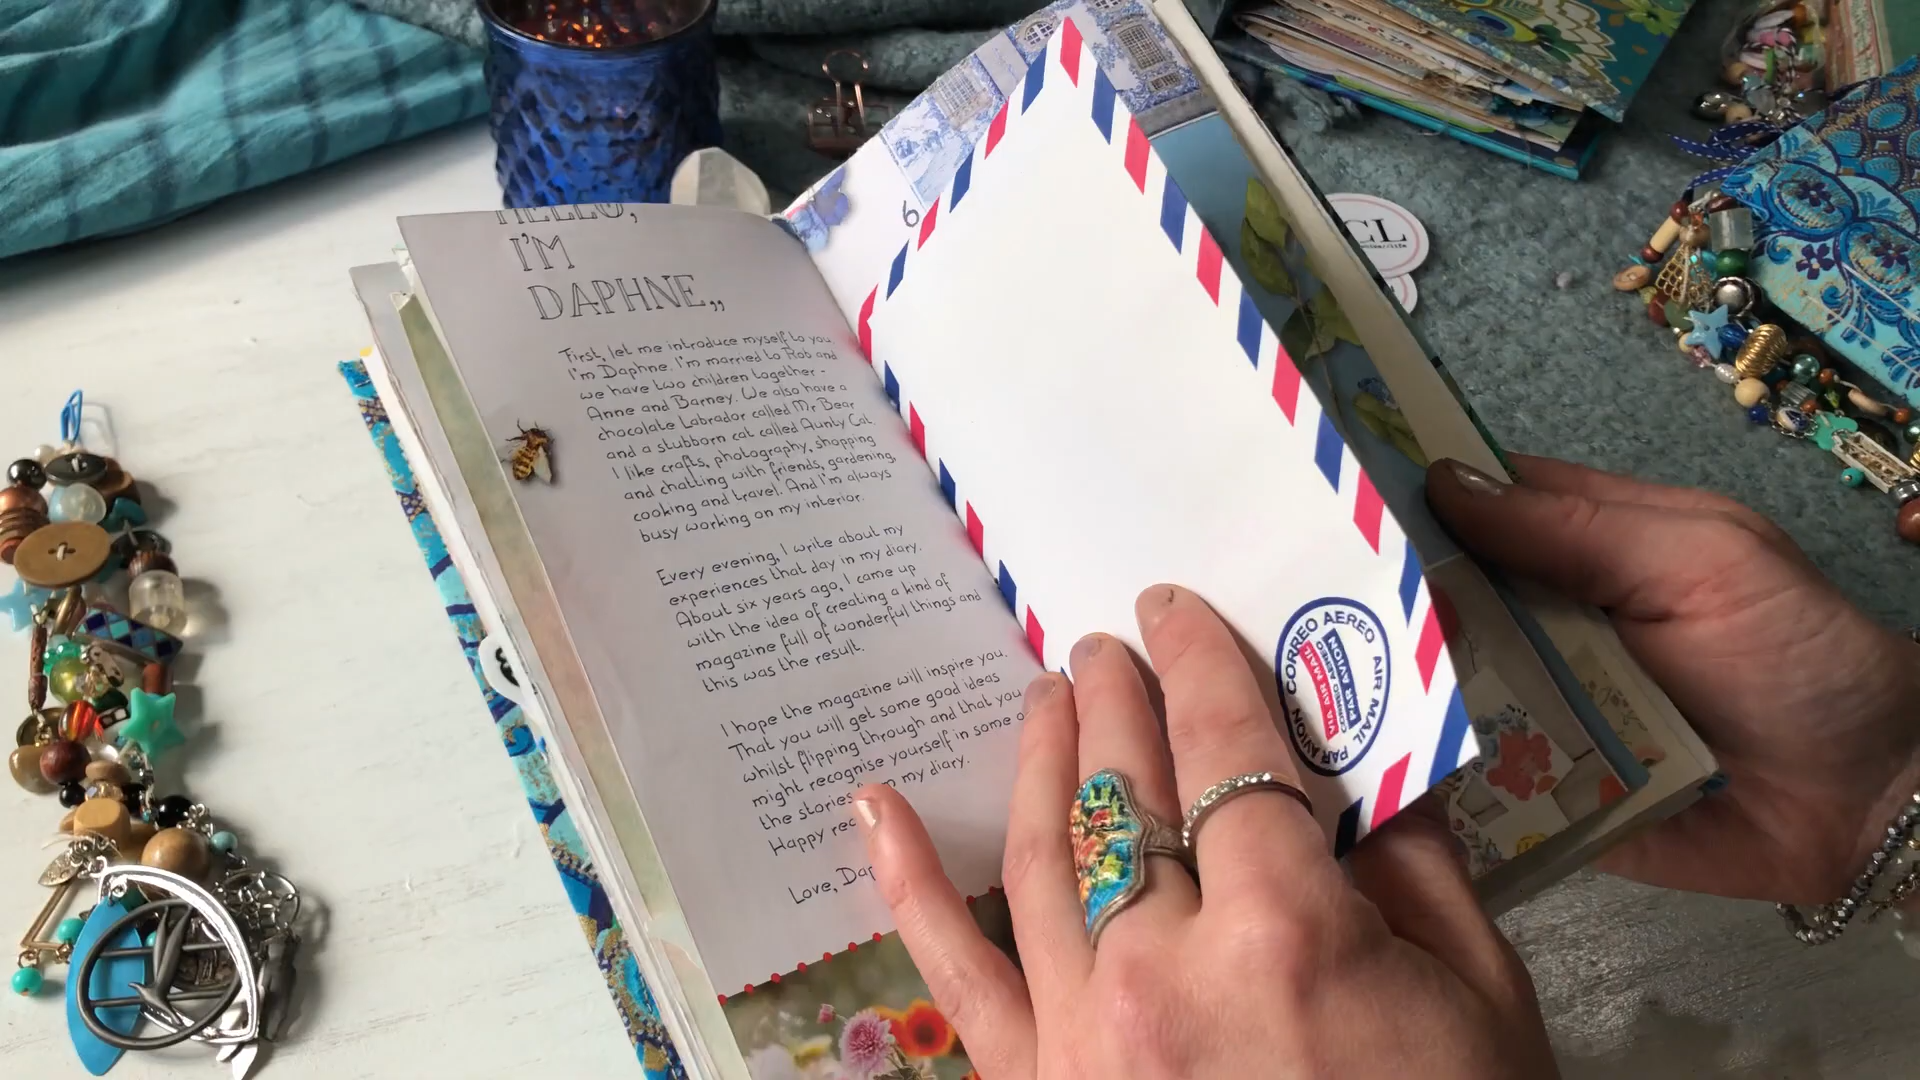 HELLO,
I'M
DAPHNE,,
First, let me introduce myself to you.
I'm Daphne. I'm married to Rob and
we have two children together -
Anne and Barney. We also have a
chocolate Labrador called Mr Bear
and a stubborn cat called Aunty Cat.
I like crafts, photography, shopping
and chatting with friends, gardening,
cooking and travel. And I'm always
busy working on my interior.
Every evening, I write about my
experiences that day in my diary.
About six years ago, I came up
with the idea of creating a kind of
magazine full of wonderful things and
this was the result.
I hope the magazine will inspire you.
That you will get some good ideas
whilst flipping through and that you
might recognise yourself in some o
the stories my diary.
Happy
Love,
6
CORREO AEREO AIR MAIL PAR AVION
VIA AIR MAIL
CORREO AEREO
PAR AVION
CL